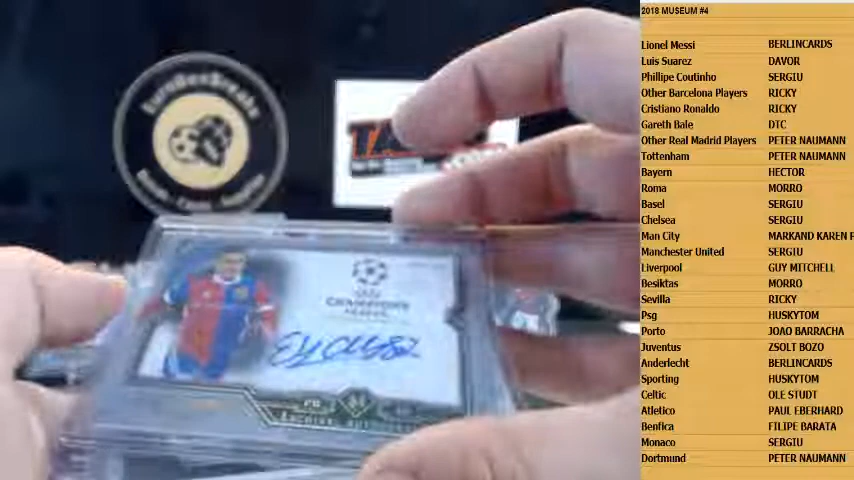 2018 MUSEUM #4
Lionel Messi BERLINCARDS
Luis Suarez DAVOR
Phillipe Coutinho SERGIU
Other Barcelona Players RICKY
Cristiano Ronaldo RICKY
Gareth Bale DTC
Other Real Madrid Players PETER NAUMANN
Tottenham PETER NAUMANN
Bayern HECTOR
Roma MORRO
Basel SERGIU
Chelsea SERGIU
Man City MARKAND KAREN
Manchester United SERGIU
Liverpool GUY MITCHELL
Besiktas MORRO
Sevilla RICKY
Psg HUSKYTOM
Porto JOAO BARRACHA
Juventus ZSOLT BOZO
Anderlecht BERLINCARDS
Sporting HUSKYTOM
Celtic OLE STUDT
Atletico PAUL EBERHARD
Benfica FILIPE BARATA
Monaco SERGIU
Dortmund PETER NAUMANN
EuroBoxBreaks
CHAMPIONS
LEAGUE